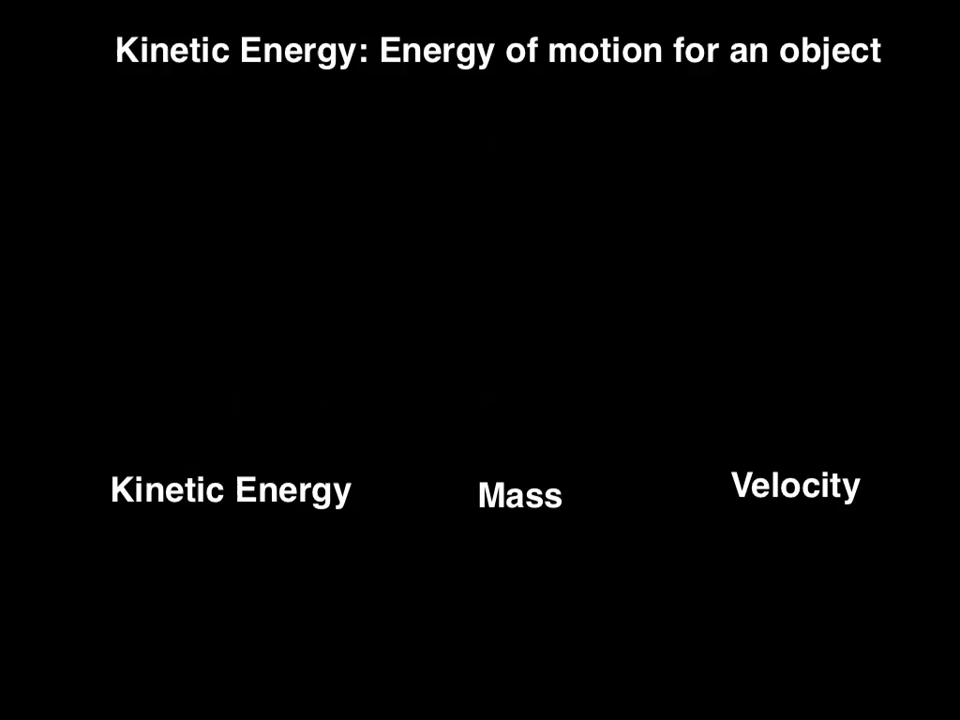 Kinetic Energy: Energy of motion for an object
Kinetic Energy
Mass
Velocity